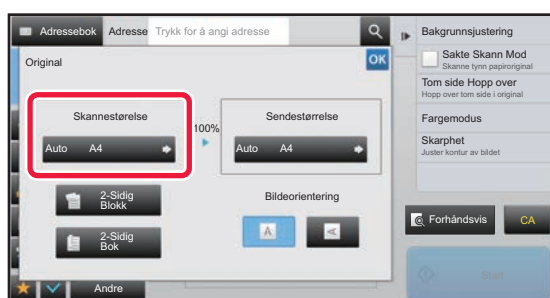 Adressebok
Adresse
Trykk for å angi adresse
Original
OK
Skannestørelse
Auto A4
100%
Sendestørrelse
Auto A4
2-Sidig
Blokk
2-Sidig
Bok
Bildeorientering
A
A
Andre
Bakgrunnsjustering
Sakte Skann Mod
Skanne tynn papiroriginal
Tom side Hopp over
Hopp over tom side i original
Fargemodus
Skarphet
Juster kontur av bildet
Forhåndsvis
CA
Start